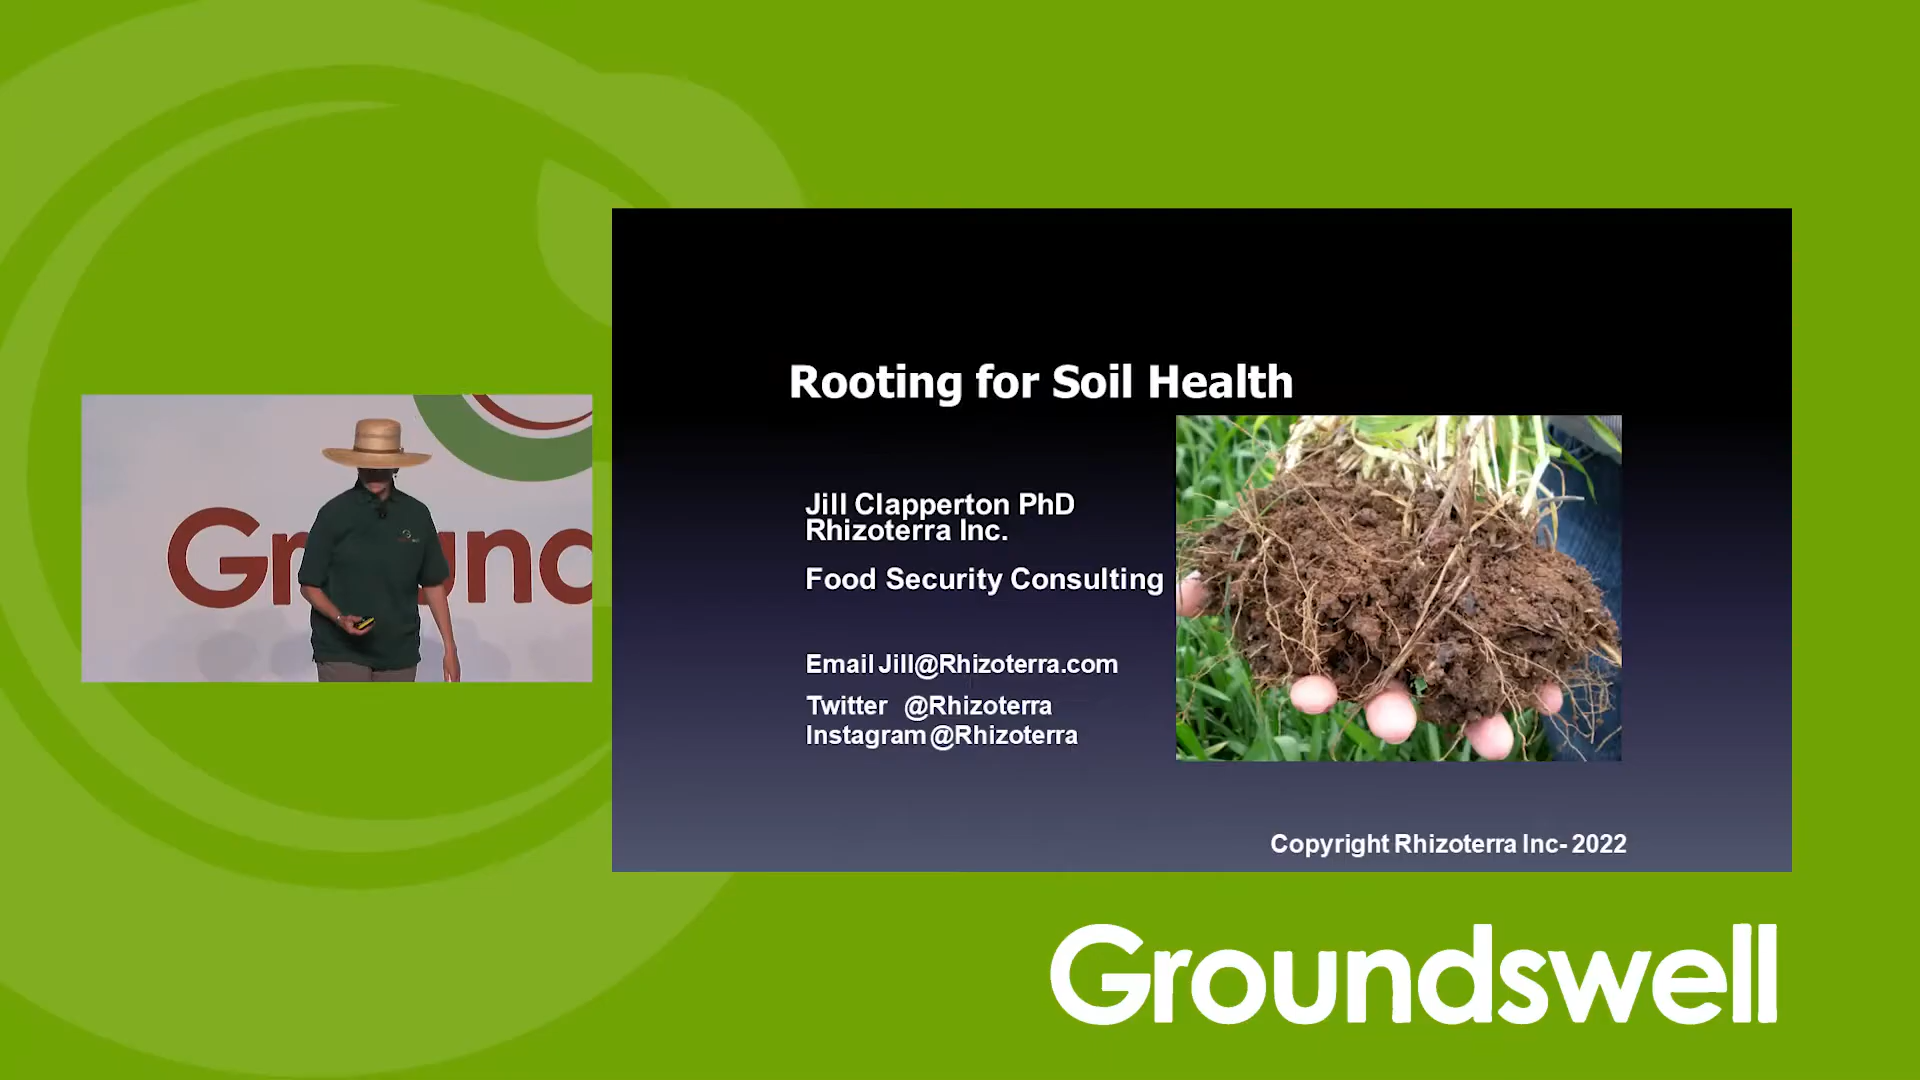 Ground
Rooting for Soil Health
Jill Clapperton PhD
Rhizoterra Inc.
Food Security Consulting
Email Jill@Rhizoterra.com
Twitter @Rhizoterra
Instagram @Rhizoterra
Copyright Rhizoterra Inc- 2022
Groundswell